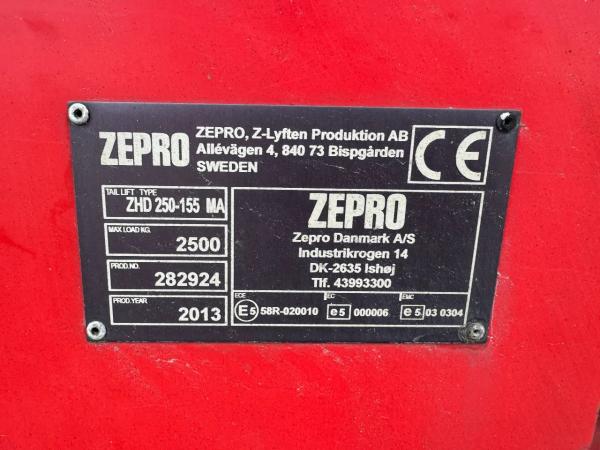 ZEPRO
ZEPRO, Z-Lyften Produktion AB
Allévägen 4, 840 73 Bispgården
SWEDEN
CE
TAIL LIFT TYPE
ZHD 250-155 MA
MAX LOAD KG.
2500
PROD.NO.
282924
PROD.YEAR
2013
ZEPRO
Zepro Danmark A/S
Industrikrogen 14
DK-2635 Ishøj
Tlf. 43993300
ECE
E5 58R-020010
EC
e5 000006
EMC
e5 03 0304